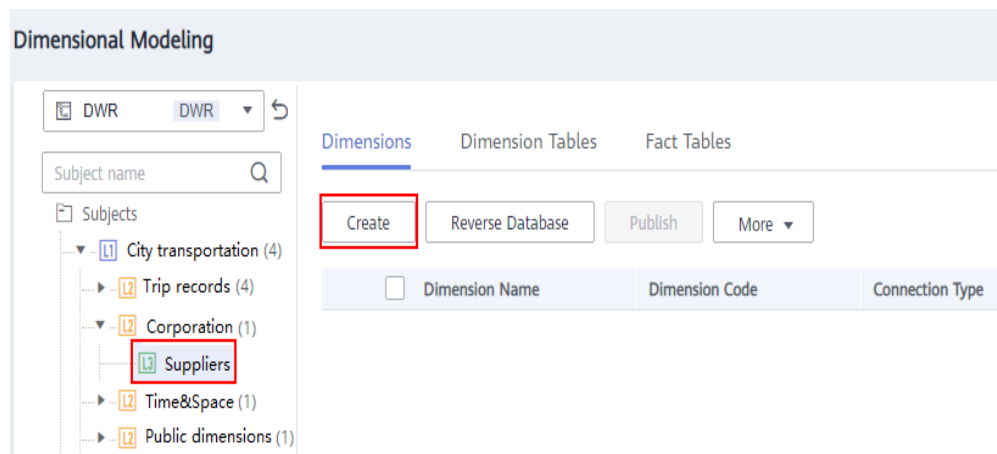 Dimensional Modeling
DWR DWR
Subject name
Subjects
L1 City transportation (4)
L2 Trip records (4)
L2 Corporation (1)
L3 Suppliers
L2 Time&Space (1)
L2 Public dimensions (1)
Dimensions Dimension Tables Fact Tables
Create Reverse Database Publish More
Dimension Name Dimension Code Connection Type